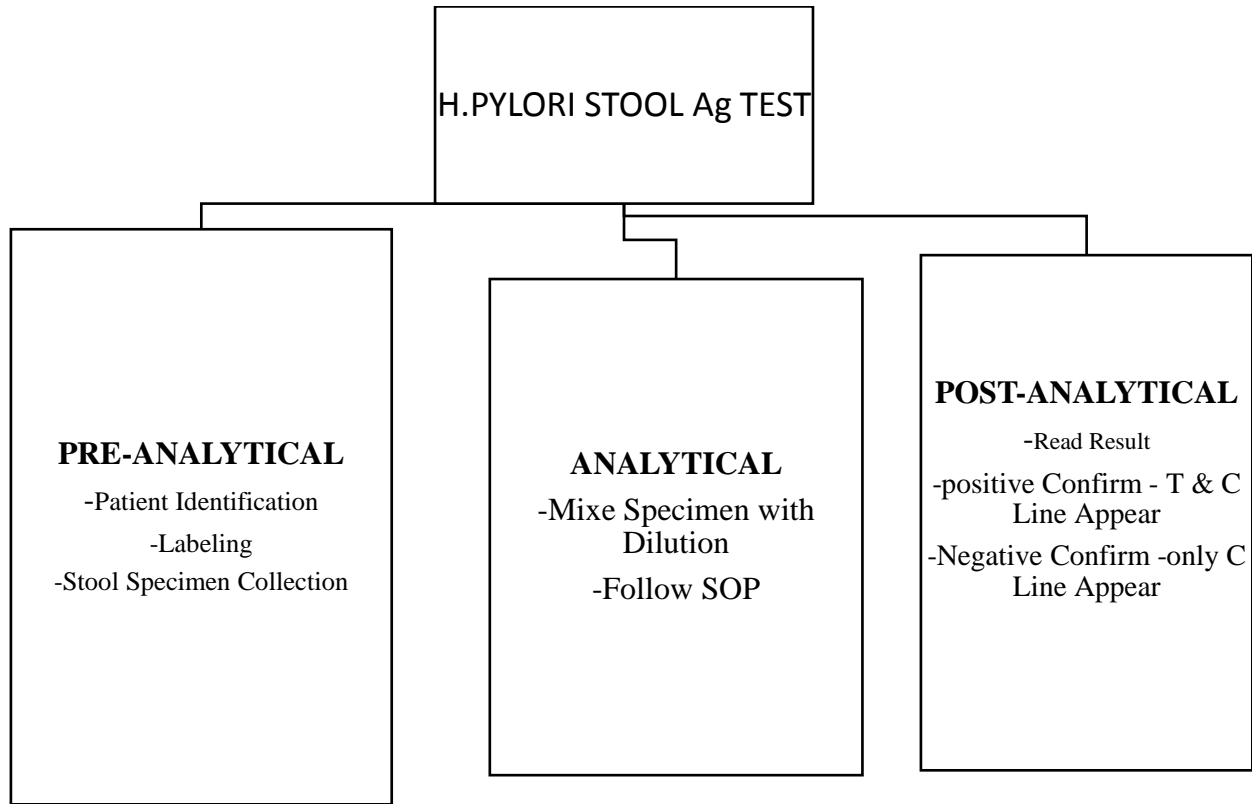 H.PYLORI STOOL Ag TEST
PRE-ANALYTICAL
-Patient Identification
-Labeling
-Stool Specimen Collection
ANALYTICAL
-Mixe Specimen with
Dilution
-Follow SOP
POST-ANALYTICAL
-Read Result
-positive Confirm - T & C
Line Appear
-Negative Confirm -only C
Line Appear